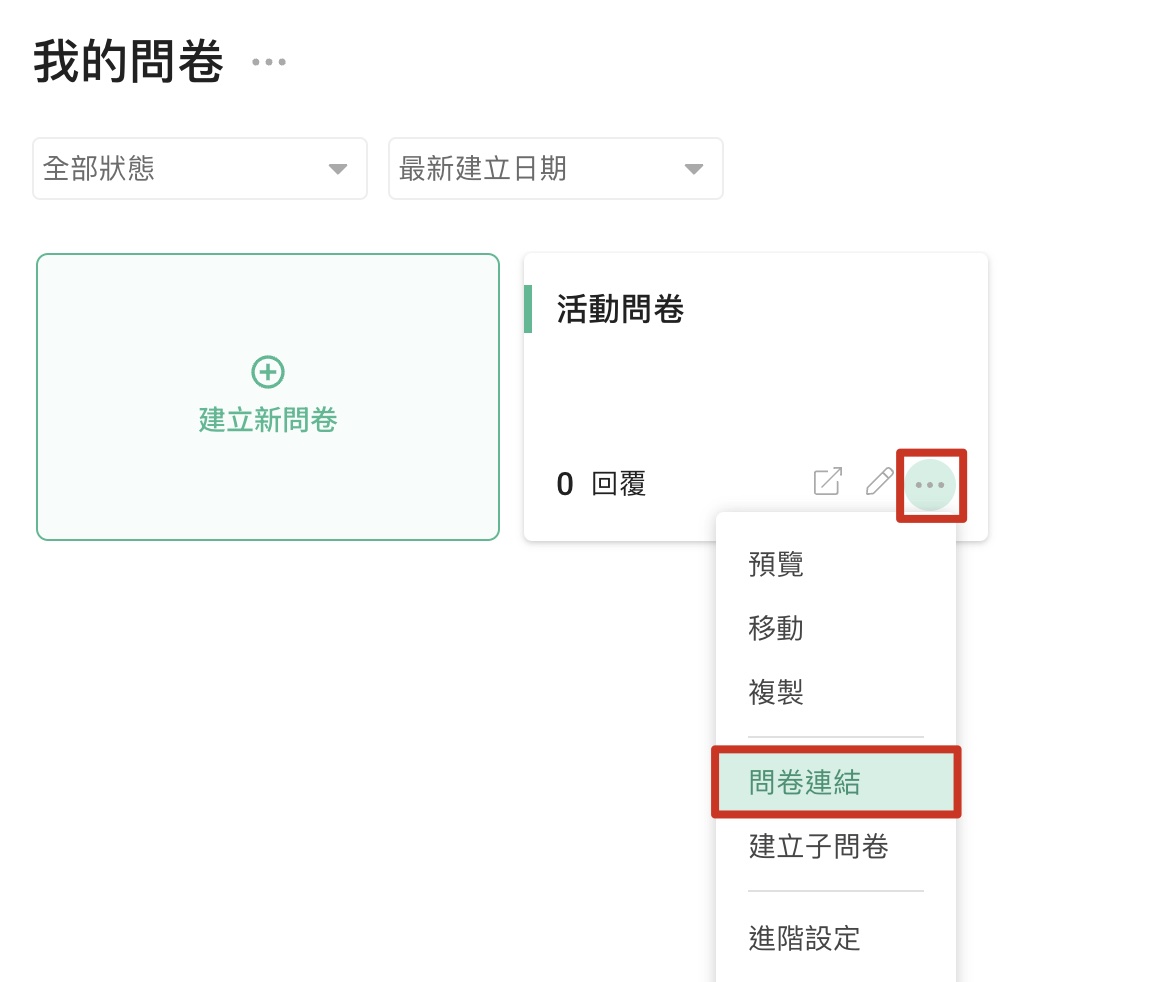 我的問卷
全部狀態
最新建立日期
建立新問卷
活動問卷
0 回覆
預覽
移動
複製
問卷連結
建立子問卷
進階設定